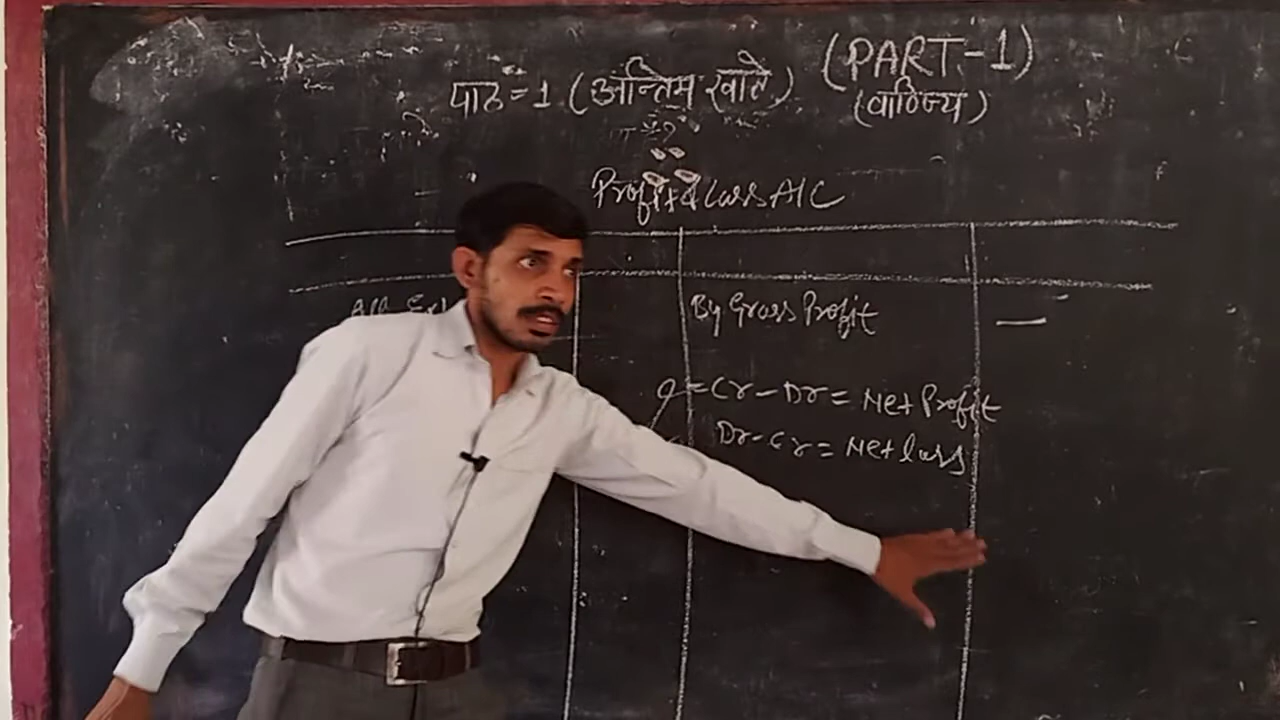 (PART-1)
पाठ=1 (अन्तिम खाते) (वाणिज्य)
Profit & Loss A/C
By Gross Profit —
= Cr - Dr = Net Profit
Dr - Cr = Net loss